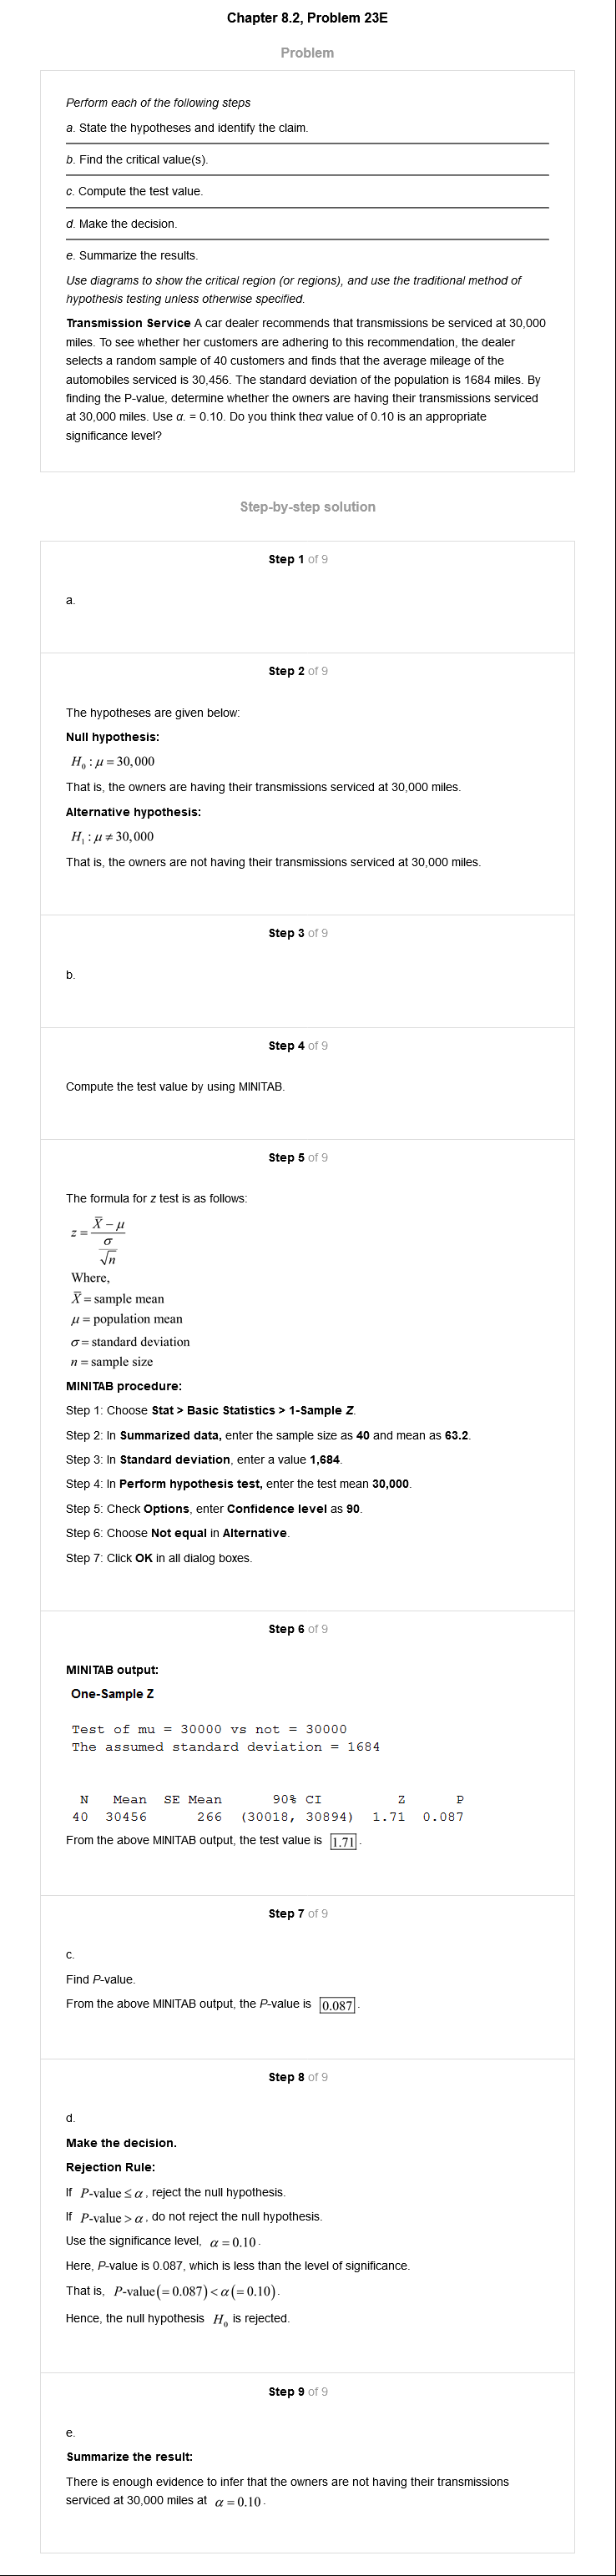 Chapter 8.2, Problem 23E
Problem
Perform each of the following steps
a. State the hypotheses and identify the claim.
b. Find the critical value(s).
c. Compute the test value.
d. Make the decision.
e. Summarize the results.
Use diagrams to show the critical region (or regions), and use the traditional method of
hypothesis testing unless otherwise specified.
Transmission Service A car dealer recommends that transmissions be serviced at 30,000
miles. To see whether her customers are adhering to this recommendation, the dealer
selects a random sample of 40 customers and finds that the average mileage of the
automobiles serviced is 30,456. The standard deviation of the population is 1684 miles. By
finding the P-value, determine whether the owners are having their transmissions serviced
at 30,000 miles. Use α. = 0.10. Do you think theα value of 0.10 is an appropriate
significance level?
Step-by-step solution
Step 1 of 9
a.
Step 2 of 9
The hypotheses are given below:
Null hypothesis:
H₀ : μ = 30,000
That is, the owners are having their transmissions serviced at 30,000 miles.
Alternative hypothesis:
H₁ : μ ≠ 30,000
That is, the owners are not having their transmissions serviced at 30,000 miles.
Step 3 of 9
b.
Step 4 of 9
Compute the test value by using MINITAB.
Step 5 of 9
The formula for z test is as follows:
z = (X̄ − μ) / (σ / √n)
Where,
X̄ = sample mean
μ = population mean
σ = standard deviation
n = sample size
MINITAB procedure:
Step 1: Choose Stat > Basic Statistics > 1-Sample Z.
Step 2: In Summarized data, enter the sample size as 40 and mean as 63.2.
Step 3: In Standard deviation, enter a value 1,684.
Step 4: In Perform hypothesis test, enter the test mean 30,000.
Step 5: Check Options, enter Confidence level as 90.
Step 6: Choose Not equal in Alternative.
Step 7: Click OK in all dialog boxes.
Step 6 of 9
MINITAB output:
One-Sample Z
Test of mu = 30000 vs not = 30000
The assumed standard deviation = 1684
N Mean SE Mean 90% CI Z P
40 30456 266 (30018, 30894) 1.71 0.087
From the above MINITAB output, the test value is 1.71.
Step 7 of 9
c.
Find P-value.
From the above MINITAB output, the P-value is 0.087.
Step 8 of 9
d.
Make the decision.
Rejection Rule:
If P-value ≤ α, reject the null hypothesis.
If P-value > α, do not reject the null hypothesis.
Use the significance level, α = 0.10.
Here, P-value is 0.087, which is less than the level of significance.
That is, P-value(= 0.087) < α(= 0.10).
Hence, the null hypothesis H₀ is rejected.
Step 9 of 9
e.
Summarize the result:
There is enough evidence to infer that the owners are not having their transmissions
serviced at 30,000 miles at α = 0.10.